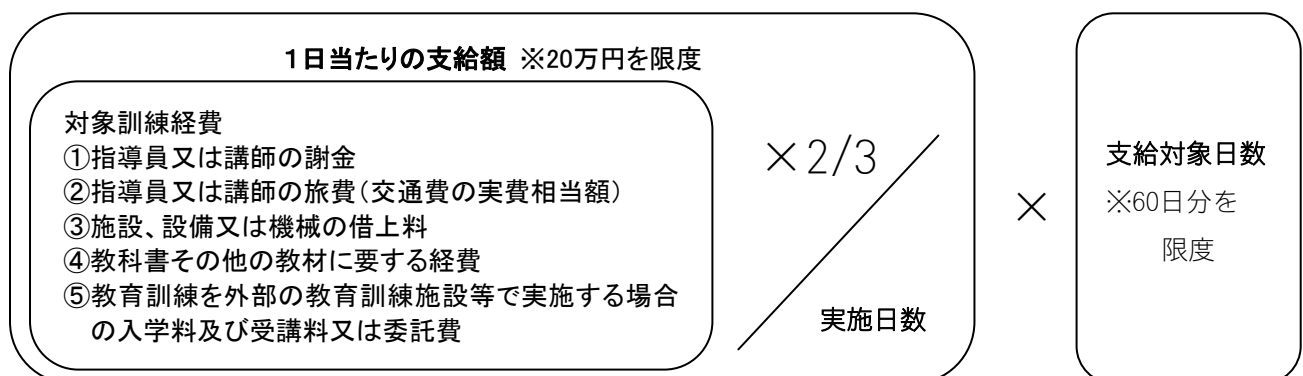 １日当たりの支給額 ※20万円を限度
対象訓練経費
①指導員又は講師の謝金
②指導員又は講師の旅費（交通費の実費相当額）
③施設、設備又は機械の借上料
④教科書その他の教材に要する経費
⑤教育訓練を外部の教育訓練施設等で実施する場合
の入学料及び受講料又は委託費
×2/3
実施日数
×
支給対象日数
※60日分を
限度